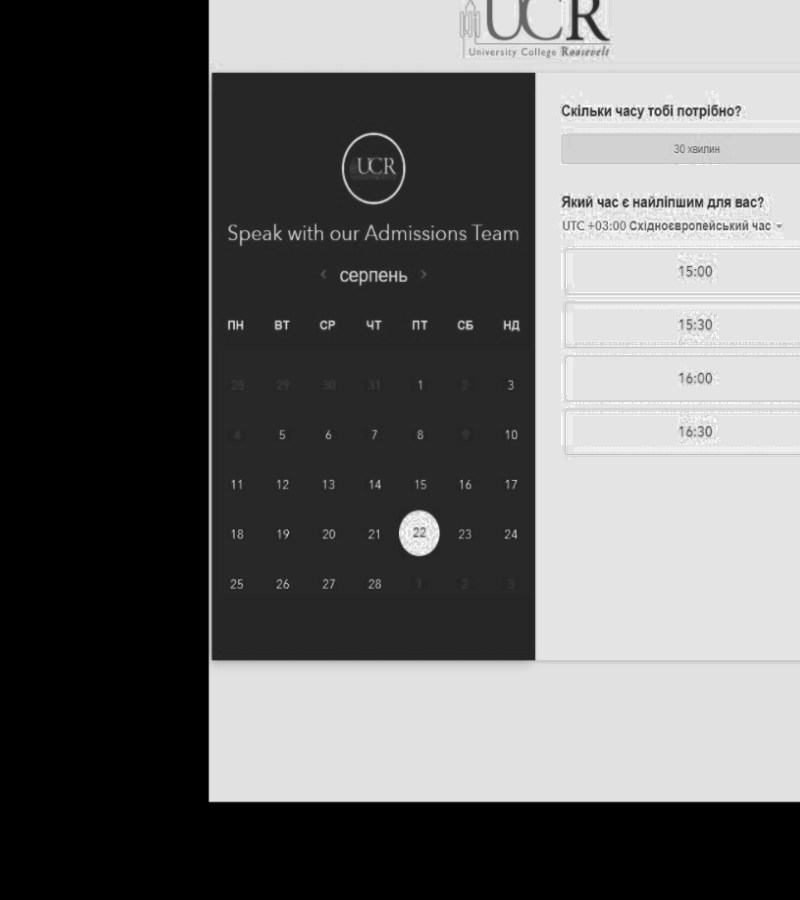 UCR
University College Roosevelt
UCR
Speak with our Admissions Team
‹ серпень ›
ПН ВТ СР ЧТ ПТ СБ НД
28 29 30 31 1 2 3
4 5 6 7 8 9 10
11 12 13 14 15 16 17
18 19 20 21 22 23 24
25 26 27 28 1 2 3
Скільки часу тобі потрібно?
30 хвилин
Який час є найліпшим для вас?
UTC +03:00 Східноєвропейський час
15:00
15:30
16:00
16:30